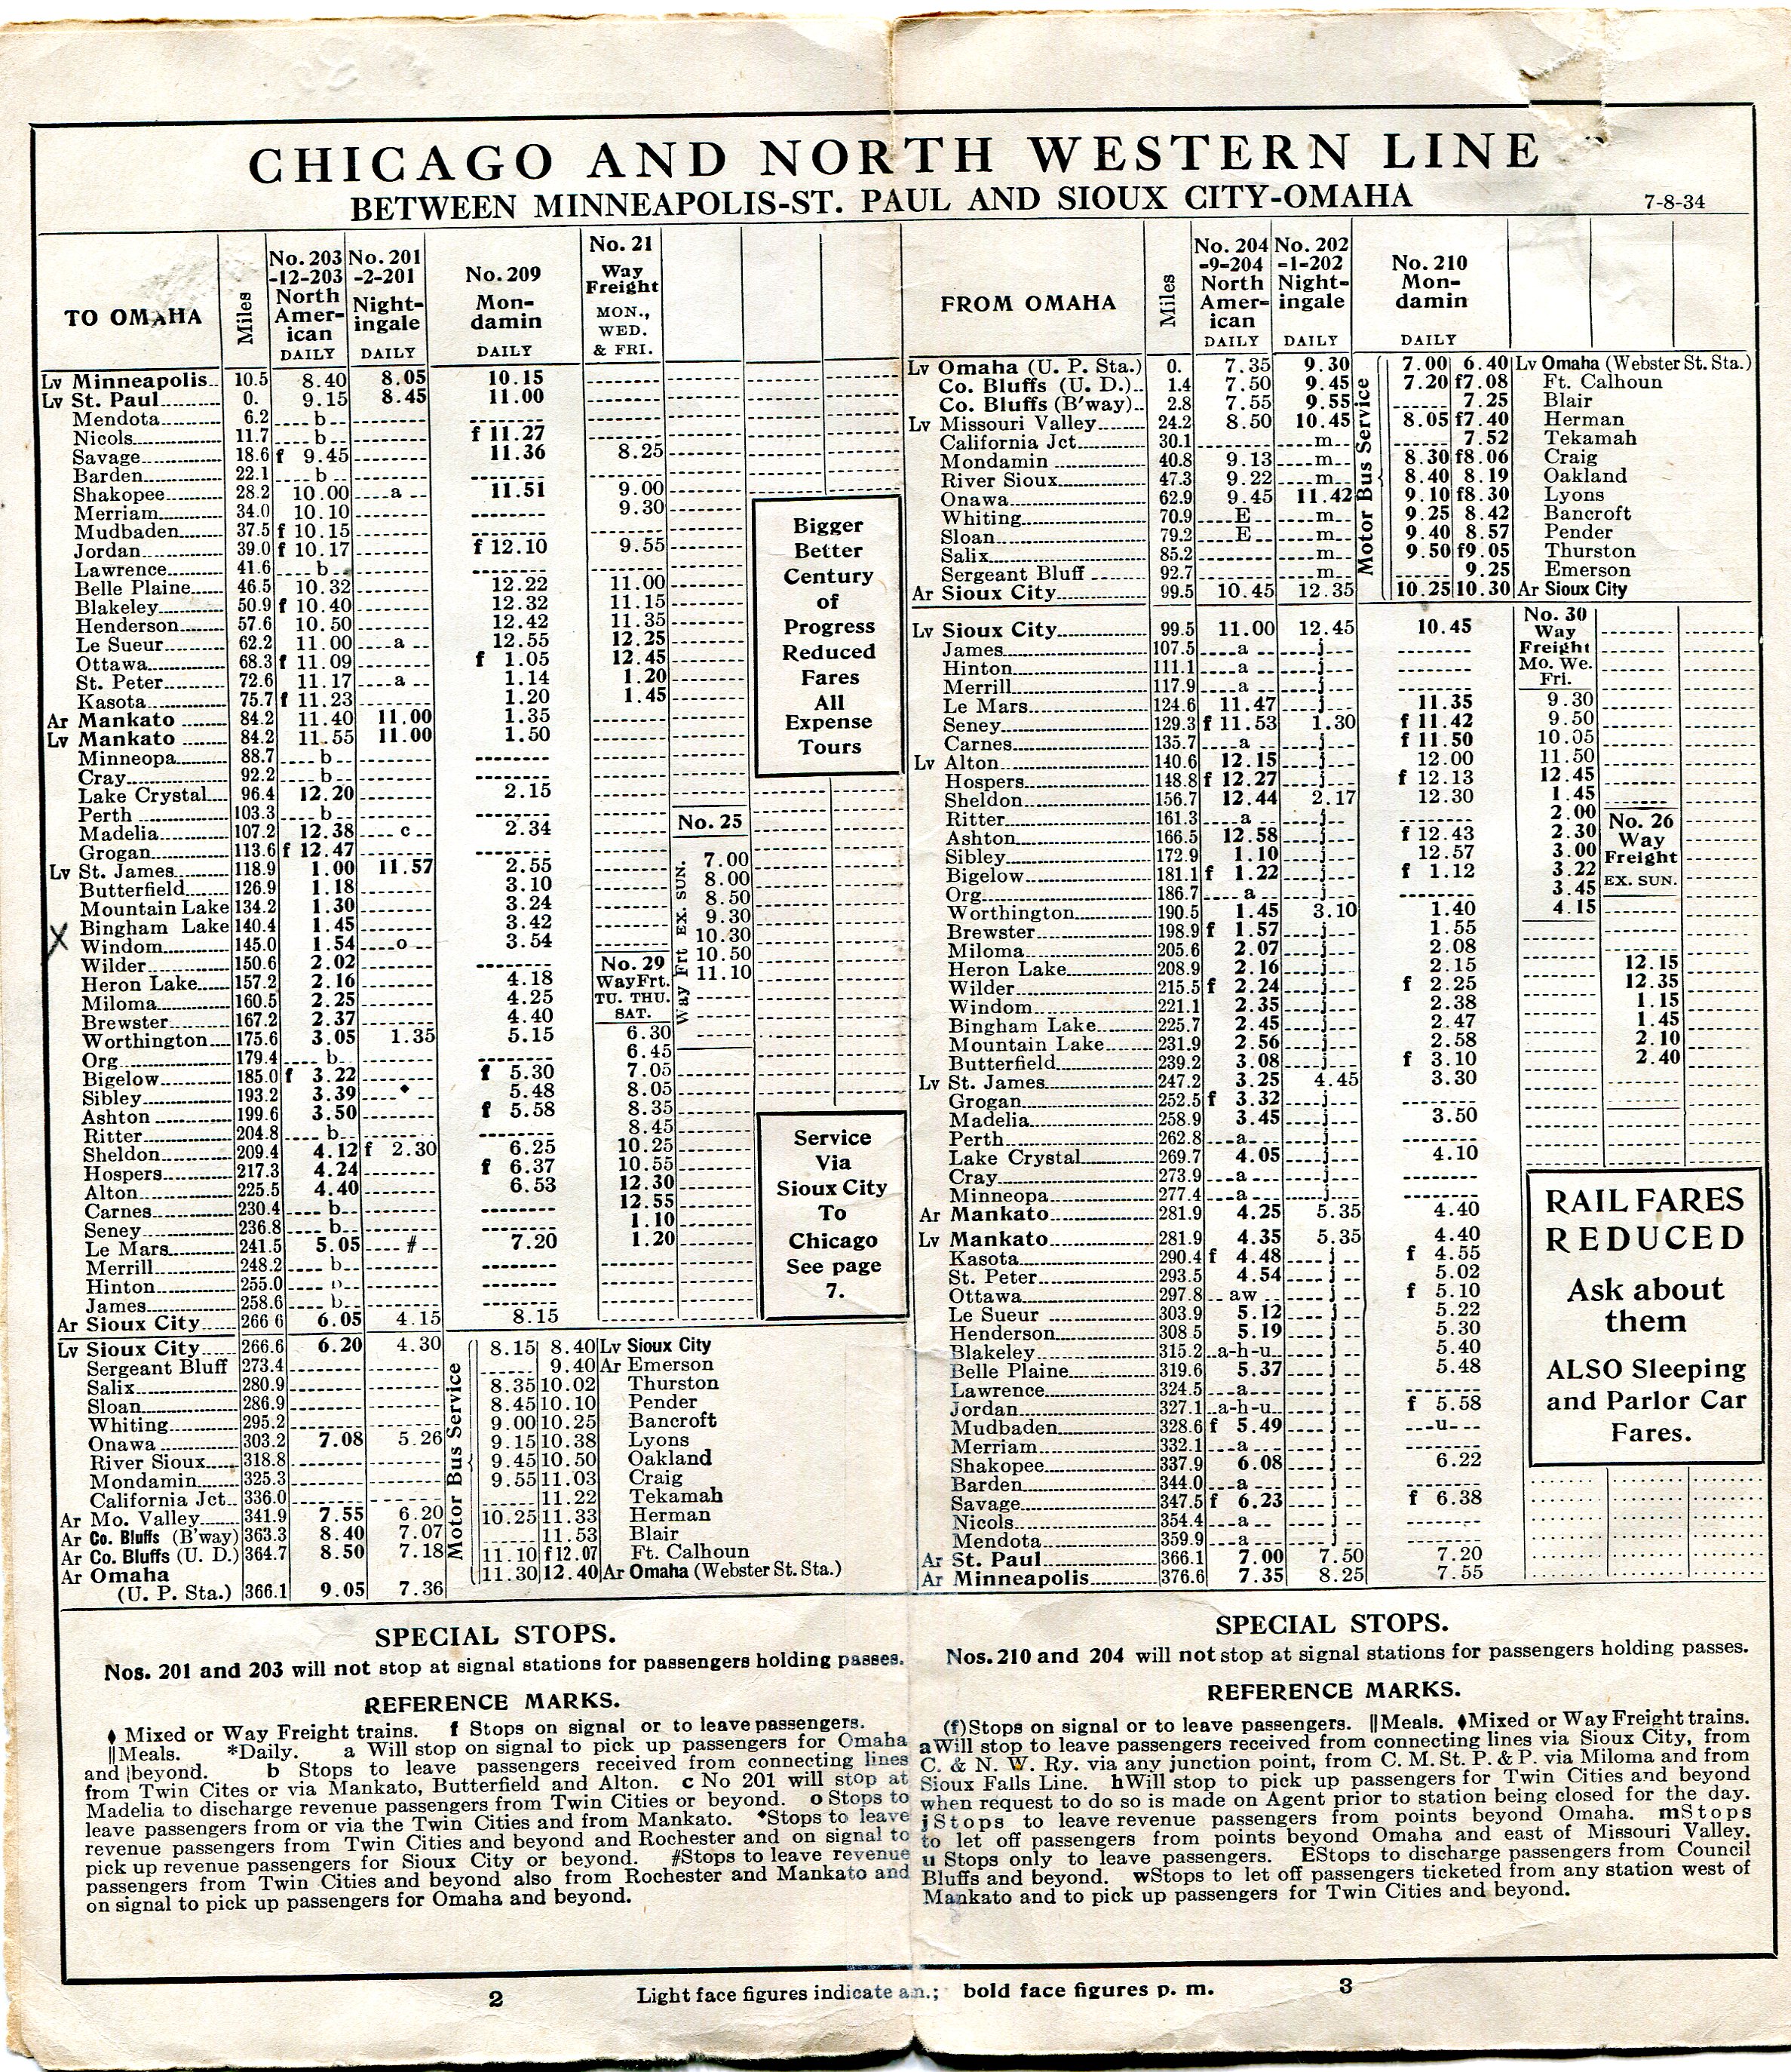 CHICAGO AND NORTH WESTERN LINE
BETWEEN MINNEAPOLIS-ST. PAUL AND SIOUX CITY-OMAHA 7-8-34
TO OMAHA Miles No. 203 -12-203 North Amer- ican DAILY No. 201 -2-201 Night- ingale DAILY No. 209 Mon- damin DAILY No. 21 Way Freight MON., WED. & FRI.
Lv Minneapolis 10.5 8.40 8.05 10.15
Lv St. Paul 0. 9.15 8.45 11.00
Mendota 6.2 b
Nicols 11.7 b f 11.27
Savage 18.6 f 9.45 11.36 8.25
Barden 22.1 b
Shakopee 28.2 10.00 a 11.51 9.00
Merriam 34.0 10.10 9.30
Mudbaden 37.5 f 10.15
Jordan 39.0 f 10.17 f 12.10 9.55
Lawrence 41.6 b
Belle Plaine 46.5 10.32 12.22 11.00
Blakeley 50.9 f 10.40 12.32 11.15
Henderson 57.6 10.50 12.42 11.35
Le Sueur 62.2 11.00 a 12.55 12.25
Ottawa 68.3 f 11.09 f 1.05 12.45
St. Peter 72.6 11.17 a 1.14 1.20
Kasota 75.7 f 11.23 1.20 1.45
Ar Mankato 84.2 11.40 11.00 1.35
Lv Mankato 84.2 11.55 11.00 1.50
Minneopa 88.7 b
Cray 92.2 b
Lake Crystal 96.4 12.20 2.15
Perth 103.3 b
Madelia 107.2 12.38 c 2.34
Grogan 113.6 f 12.47
Lv St. James 118.9 1.00 11.57 2.55
Butterfield 126.9 1.18 3.10
Mountain Lake 134.2 1.30 3.24
Bingham Lake 140.4 1.45 3.42
X Windom 145.0 1.54 o 3.54
Wilder 150.6 2.02
Heron Lake 157.2 2.16 4.18
Miloma 160.5 2.25 4.25
Brewster 167.2 2.37 4.40
Worthington 175.6 3.05 1.35 5.15 6.30
Org 179.4 b 6.45
Bigelow 185.0 f 3.22 f 5.30 7.05
Sibley 193.2 3.39 ◆ 5.48 8.05
Ashton 199.6 3.50 f 5.58 8.35
Ritter 204.8 b 8.45
Sheldon 209.4 4.12 f 2.30 6.25 10.25
Hospers 217.3 4.24 f 6.37 10.55
Alton 225.5 4.40 6.53 12.30
Carnes 230.4 b 12.55
Seney 236.8 b 1.10
Le Mars 241.5 5.05 # 7.20 1.20
Merrill 248.2 b
Hinton 255.0
James 258.6 b
Ar Sioux City 266 6 6.05 4.15 8.15
No. 25
Way Frt EX. SUN.
7.00
8.00
8.50
9.30
10.30
10.50
11.10
No. 29
Way Frt.
TU. THU.
SAT.
Bigger
Better
Century
of
Progress
Reduced
Fares
All
Expense
Tours
Service
Via
Sioux City
To
Chicago
See page
7.
Lv Sioux City 266.6 6.20 4.30 8.15 8.40 Lv Sioux City
Sergeant Bluff 273.4 9.40 Ar Emerson
Salix 280.9 8.35 10.02 Thurston
Sloan 286.9 8.45 10.10 Pender
Whiting 295.2 9.00 10.25 Bancroft
Onawa 303.2 7.08 5.26 9.15 10.38 Lyons
River Sioux 318.8 9.45 10.50 Oakland
Mondamin 325.3 9.55 11.03 Craig
California Jct. 336.0 11.22 Tekamah
Ar Mo. Valley 341.9 7.55 6.20 10.25 11.33 Herman
Ar Co. Bluffs (B'way) 363.3 8.40 7.07 11.53 Blair
Ar Co. Bluffs (U. D.) 364.7 8.50 7.18 11.10 f 12.07 Ft. Calhoun
Ar Omaha 11.30 12.40 Ar Omaha (Webster St. Sta.)
(U. P. Sta.) 366.1 9.05 7.36
Motor Bus Service
SPECIAL STOPS.
Nos. 201 and 203 will not stop at signal stations for passengers holding passes.
REFERENCE MARKS.
♦ Mixed or Way Freight trains. f Stops on signal or to leave passengers.
||Meals. *Daily. a Will stop on signal to pick up passengers for Omaha
and beyond. b Stops to leave passengers received from connecting lines
from Twin Cites or via Mankato, Butterfield and Alton. c No 201 will stop at
Madelia to discharge revenue passengers from Twin Cities or beyond. o Stops to
leave passengers from or via the Twin Cities and from Mankato. ◆Stops to leave
revenue passengers from Twin Cities and beyond and Rochester and on signal to
pick up revenue passengers for Sioux City or beyond. #Stops to leave revenue
passengers from Twin Cities and beyond also from Rochester and Mankato and
on signal to pick up passengers for Omaha and beyond.
FROM OMAHA Miles No. 204 -9-204 North Amer- ican DAILY No. 202 -1-202 Night- ingale DAILY No. 210 Mon- damin DAILY
Lv Omaha (U. P. Sta.) 0. 7.35 9.30 7.00 6.40 Lv Omaha (Webster St. Sta.)
Co. Bluffs (U. D.) 1.4 7.50 9.45 7.20 f7.08 Ft. Calhoun
Co. Bluffs (B'way) 2.8 7.55 9.55 7.25 Blair
Lv Missouri Valley 24.2 8.50 10.45 8.05 f7.40 Herman
California Jct. 30.1 m 7.52 Tekamah
Mondamin 40.8 9.13 m 8.30 f8.06 Craig
River Sioux 47.3 9.22 m 8.40 8.19 Oakland
Onawa 62.9 9.45 11.42 9.10 f8.30 Lyons
Whiting 70.9 E m 9.25 8.42 Bancroft
Sloan 79.2 E m 9.40 8.57 Pender
Salix 85.2 m 9.50 f9.05 Thurston
Sergeant Bluff 92.7 m 9.25 Emerson
Ar Sioux City 99.5 10.45 12.35 10.25 10.30 Ar Sioux City
Motor Bus Service
No. 30
Way
Freight
Mo. We.
Fri.
Lv Sioux City 99.5 11.00 12.45 10.45
James 107.5 a j
Hinton 111.1 a j
Merrill 117.9 a j
Le Mars 124.6 11.47 j 11.35 9.30
Seney 129.3 f 11.53 1.30 f 11.42 9.50
Carnes 135.7 a j f 11.50 10.05
Lv Alton 140.6 12.15 j 12.00 11.50
Hospers 148.8 f 12.27 j f 12.13 12.45
Sheldon 156.7 12.44 2.17 12.30 1.45
Ritter 161.3 a j 2.00
Ashton 166.5 12.58 j f 12.43 2.30
Sibley 172.9 1.10 j 12.57 3.00
Bigelow 181.1 f 1.22 j f 1.12 3.22
Org 186.7 a j 3.45
Worthington 190.5 1.45 3.10 1.40 4.15
No. 26
Way
Freight
EX. SUN.
Brewster 198.9 f 1.57 j 1.55
Miloma 205.6 2.07 j 2.08
Heron Lake 208.9 2.16 j 2.15 12.15
Wilder 215.5 f 2.24 j f 2.25 12.35
Windom 221.1 2.35 j 2.38 1.15
Bingham Lake 225.7 2.45 j 2.47 1.45
Mountain Lake 231.9 2.56 j 2.58 2.10
Butterfield 239.2 3.08 j f 3.10 2.40
Lv St. James 247.2 3.25 4.45 3.30
Grogan 252.5 f 3.32 j
Madelia 258.9 3.45 j 3.50
Perth 262.8 a j
Lake Crystal 269.7 4.05 j 4.10
Cray 273.9 a j
Minneopa 277.4 a j
Ar Mankato 281.9 4.25 5.35 4.40
Lv Mankato 281.9 4.35 5.35 4.40
Kasota 290.4 f 4.48 j f 4.55
St. Peter 293.5 4.54 j 5.02
Ottawa 297.8 aw j f 5.10
Le Sueur 303.9 5.12 j 5.22
Henderson 308.5 5.19 j 5.30
Blakeley 315.2 a-h-u j 5.40
Belle Plaine 319.6 5.37 j 5.48
Lawrence 324.5 a j
Jordan 327.1 a-h-u j f 5.58
Mudbaden 328.6 f 5.49 j u
Merriam 332.1 a j
Shakopee 337.9 6.08 j 6.22
Barden 344.0 a j
Savage 347.5 f 6.23 j f 6.38
Nicols 354.4 a j
Mendota 359.9 a j
Ar St. Paul 366.1 7.00 7.50 7.20
Ar Minneapolis 376.6 7.35 8.25 7.55
RAIL FARES
REDUCED
Ask about
them
ALSO Sleeping
and Parlor Car
Fares.
SPECIAL STOPS.
Nos. 210 and 204 will not stop at signal stations for passengers holding passes.
REFERENCE MARKS.
(f)Stops on signal or to leave passengers. ||Meals. ♦Mixed or Way Freight trains.
aWill stop to leave passengers received from connecting lines via Sioux City, from
C. & N. W. Ry. via any junction point, from C. M. St. P. & P. via Miloma and from
Sioux Falls Line. hWill stop to pick up passengers for Twin Cities and beyond
when request to do so is made on Agent prior to station being closed for the day.
jStops to leave revenue passengers from points beyond Omaha. mStops
to let off passengers from points beyond Omaha and east of Missouri Valley.
u Stops only to leave passengers. EStops to discharge passengers from Council
Bluffs and beyond. wStops to let off passengers ticketed from any station west of
Mankato and to pick up passengers for Twin Cities and beyond.
2 Light face figures indicate a.n.; bold face figures p. m. 3